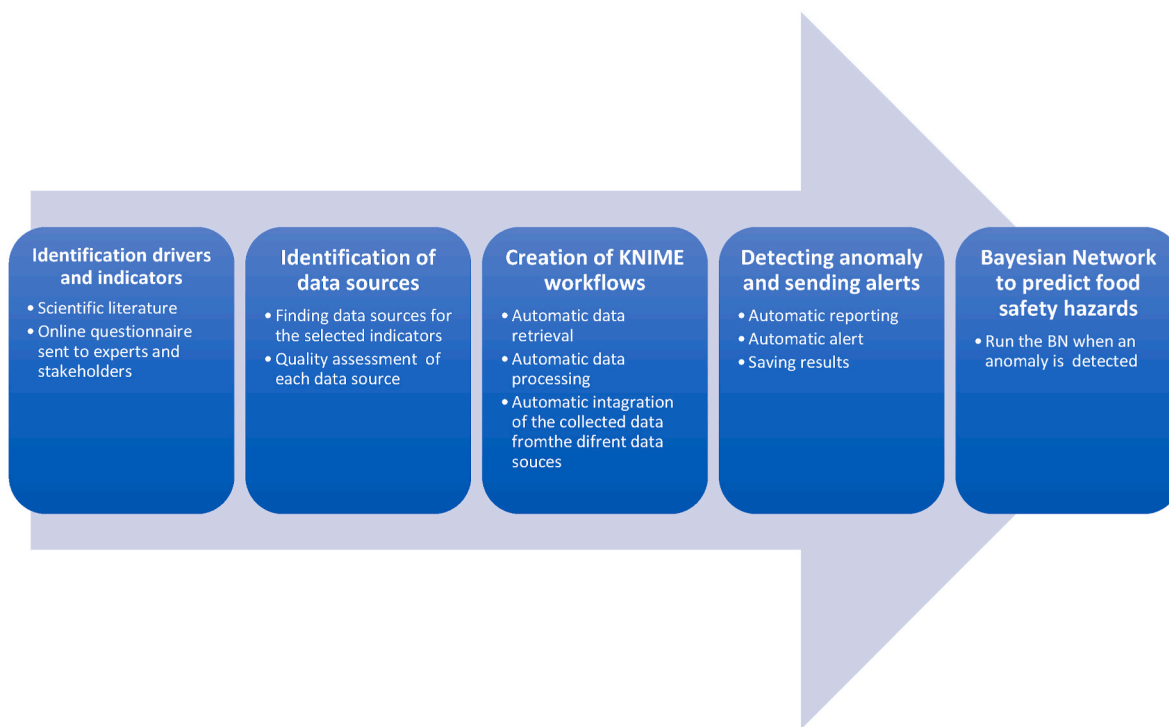 Identification drivers
and indicators
• Scientific literature
• Online questionnaire
sent to experts and
stakeholders
Identification of
data sources
• Finding data sources for
the selected indicators
• Quality assessment of
each data source
Creation of KNIME
workflows
• Automatic data
retrieval
• Automatic data
processing
• Automatic intagration
of the collected data
fromthe difrent data
souces
Detecting anomaly
and sending alerts
• Automatic reporting
• Automatic alert
• Saving results
Bayesian Network
to predict food
safety hazards
• Run the BN when an
anomaly is detected